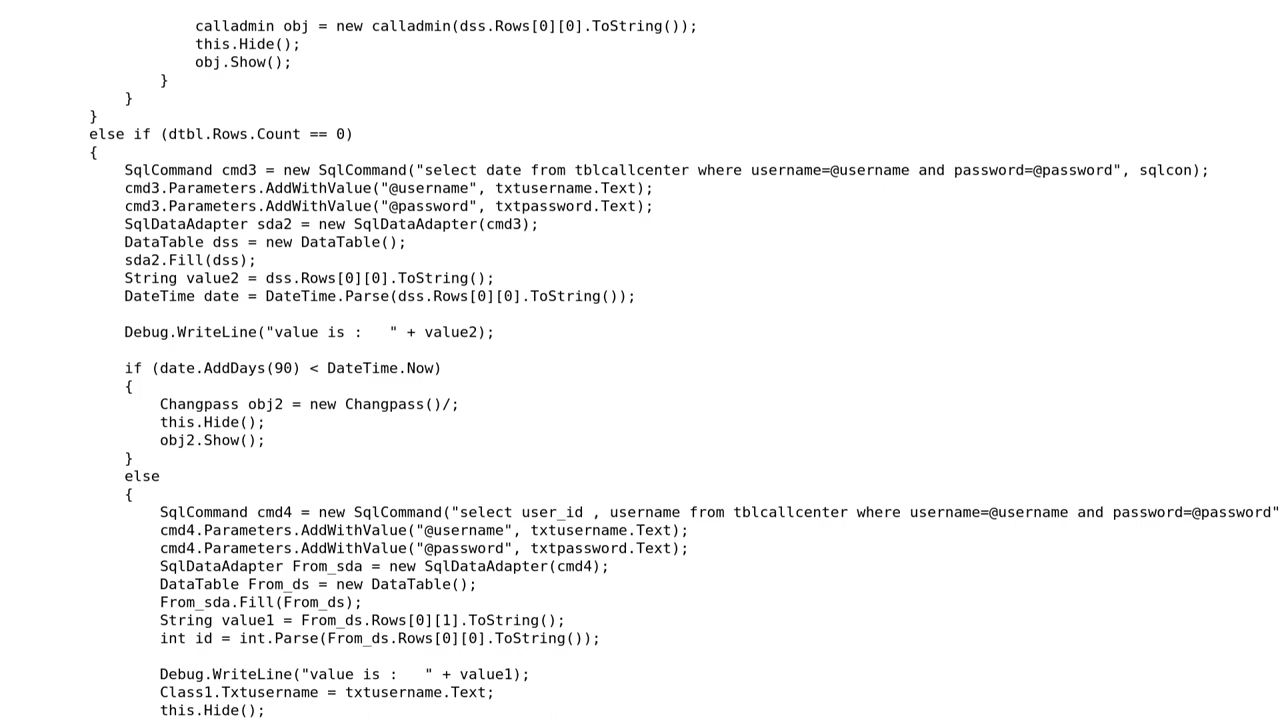 calladmin obj = new calladmin(dss.Rows[0][0].ToString());
this.Hide();
obj.Show();
}
}
}
else if (dtbl.Rows.Count == 0)
{
SqlCommand cmd3 = new SqlCommand("select date from tblcallcenter where username=@username and password=@password", sqlcon);
cmd3.Parameters.AddWithValue("@username", txtusername.Text);
cmd3.Parameters.AddWithValue("@password", txtpassword.Text);
SqlDataAdapter sda2 = new SqlDataAdapter(cmd3);
DataTable dss = new DataTable();
sda2.Fill(dss);
String value2 = dss.Rows[0][0].ToString();
DateTime date = DateTime.Parse(dss.Rows[0][0].ToString());
Debug.WriteLine("value is :   " + value2);
if (date.AddDays(90) < DateTime.Now)
{
Changpass obj2 = new Changpass()/;
this.Hide();
obj2.Show();
}
else
{
SqlCommand cmd4 = new SqlCommand("select user_id , username from tblcallcenter where username=@username and password=@password"
cmd4.Parameters.AddWithValue("@username", txtusername.Text);
cmd4.Parameters.AddWithValue("@password", txtpassword.Text);
SqlDataAdapter From_sda = new SqlDataAdapter(cmd4);
DataTable From_ds = new DataTable();
From_sda.Fill(From_ds);
String value1 = From_ds.Rows[0][1].ToString();
int id = int.Parse(From_ds.Rows[0][0].ToString());
Debug.WriteLine("value is :   " + value1);
Class1.Txtusername = txtusername.Text;
this.Hide();